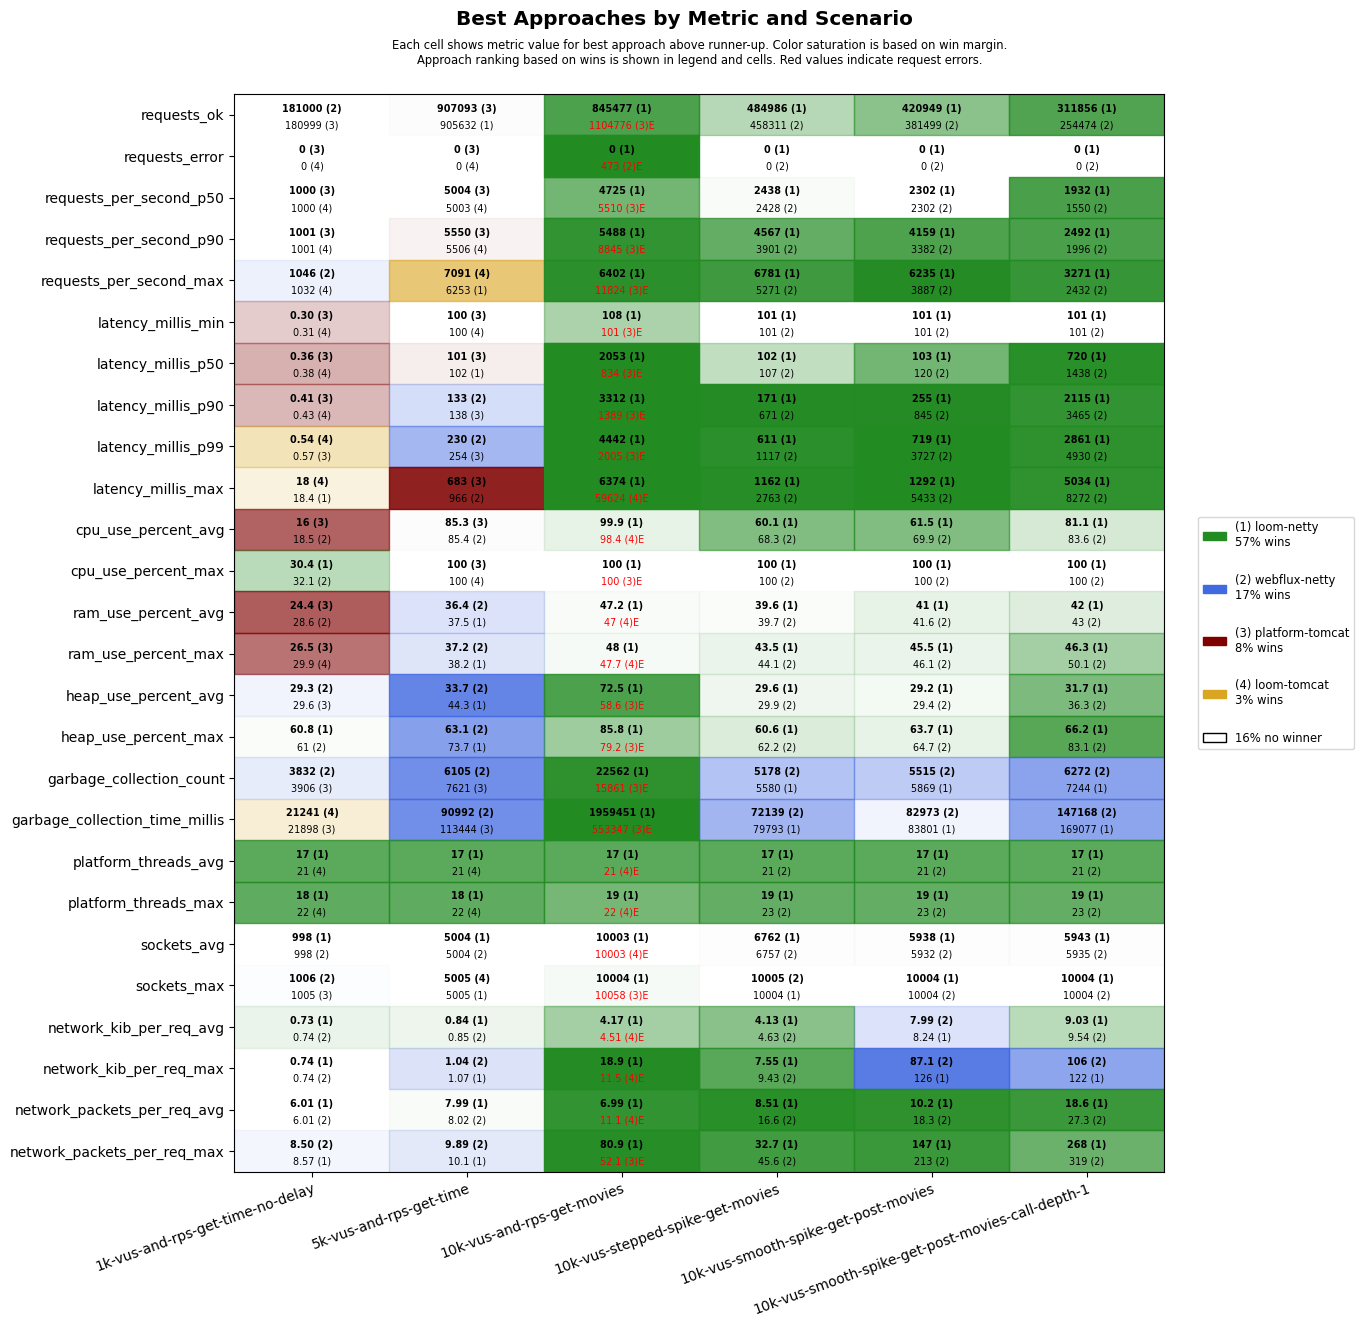 Best Approaches by Metric and Scenario
Each cell shows metric value for best approach above runner-up. Color saturation is based on win margin.
Approach ranking based on wins is shown in legend and cells. Red values indicate request errors.
requests_ok
181000 (2) 907093 (3) 845477 (1) 484986 (1) 420949 (1) 311856 (1)
180999 (3) 905632 (1) 1104776 (3)E 458311 (2) 381499 (2) 254474 (2)
requests_error
0 (3) 0 (3) 0 (1) 0 (1) 0 (1) 0 (1)
0 (4) 0 (4) 473 (2)E 0 (2) 0 (2) 0 (2)
requests_per_second_p50
1000 (3) 5004 (3) 4725 (1) 2438 (1) 2302 (1) 1932 (1)
1000 (4) 5003 (4) 5510 (3)E 2428 (2) 2302 (2) 1550 (2)
requests_per_second_p90
1001 (3) 5550 (3) 5488 (1) 4567 (1) 4159 (1) 2492 (1)
1001 (4) 5506 (4) 8845 (3)E 3901 (2) 3382 (2) 1996 (2)
requests_per_second_max
1046 (2) 7091 (4) 6402 (1) 6781 (1) 6235 (1) 3271 (1)
1032 (4) 6253 (1) 11824 (3)E 5271 (2) 3887 (2) 2432 (2)
latency_millis_min
0.30 (3) 100 (3) 108 (1) 101 (1) 101 (1) 101 (1)
0.31 (4) 100 (4) 101 (3)E 101 (2) 101 (2) 101 (2)
latency_millis_p50
0.36 (3) 101 (3) 2053 (1) 102 (1) 103 (1) 720 (1)
0.38 (4) 102 (1) 834 (3)E 107 (2) 120 (2) 1438 (2)
latency_millis_p90
0.41 (3) 133 (2) 3312 (1) 171 (1) 255 (1) 2115 (1)
0.43 (4) 138 (3) 1389 (3)E 671 (2) 845 (2) 3465 (2)
latency_millis_p99
0.54 (4) 230 (2) 4442 (1) 611 (1) 719 (1) 2861 (1)
0.57 (3) 254 (3) 2005 (3)E 1117 (2) 3727 (2) 4930 (2)
latency_millis_max
18 (4) 683 (3) 6374 (1) 1162 (1) 1292 (1) 5034 (1)
18.4 (1) 966 (2) 59624 (4)E 2763 (2) 5433 (2) 8272 (2)
cpu_use_percent_avg
16 (3) 85.3 (3) 99.9 (1) 60.1 (1) 61.5 (1) 81.1 (1)
18.5 (2) 85.4 (2) 98.4 (4)E 68.3 (2) 69.9 (2) 83.6 (2)
cpu_use_percent_max
30.4 (1) 100 (3) 100 (1) 100 (1) 100 (1) 100 (1)
32.1 (2) 100 (4) 100 (3)E 100 (2) 100 (2) 100 (2)
ram_use_percent_avg
24.4 (3) 36.4 (2) 47.2 (1) 39.6 (1) 41 (1) 42 (1)
28.6 (2) 37.5 (1) 47 (4)E 39.7 (2) 41.6 (2) 43 (2)
ram_use_percent_max
26.5 (3) 37.2 (2) 48 (1) 43.5 (1) 45.5 (1) 46.3 (1)
29.9 (4) 38.2 (1) 47.7 (4)E 44.1 (2) 46.1 (2) 50.1 (2)
heap_use_percent_avg
29.3 (2) 33.7 (2) 72.5 (1) 29.6 (1) 29.2 (1) 31.7 (1)
29.6 (3) 44.3 (1) 58.6 (3)E 29.9 (2) 29.4 (2) 36.3 (2)
heap_use_percent_max
60.8 (1) 63.1 (2) 85.8 (1) 60.6 (1) 63.7 (1) 66.2 (1)
61 (2) 73.7 (1) 79.2 (3)E 62.2 (2) 64.7 (2) 83.1 (2)
garbage_collection_count
3832 (2) 6105 (2) 22562 (1) 5178 (2) 5515 (2) 6272 (2)
3906 (3) 7621 (3) 15861 (3)E 5580 (1) 5869 (1) 7244 (1)
garbage_collection_time_millis
21241 (4) 90992 (2) 1959451 (1) 72139 (2) 82973 (2) 147168 (2)
21898 (3) 113444 (3) 553347 (3)E 79793 (1) 83801 (1) 169077 (1)
platform_threads_avg
17 (1) 17 (1) 17 (1) 17 (1) 17 (1) 17 (1)
21 (4) 21 (4) 21 (4)E 21 (2) 21 (2) 21 (2)
platform_threads_max
18 (1) 18 (1) 19 (1) 19 (1) 19 (1) 19 (1)
22 (4) 22 (4) 22 (4)E 23 (2) 23 (2) 23 (2)
sockets_avg
998 (1) 5004 (1) 10003 (1) 6762 (1) 5938 (1) 5943 (1)
998 (2) 5004 (2) 10003 (4)E 6757 (2) 5932 (2) 5935 (2)
sockets_max
1006 (2) 5005 (4) 10004 (1) 10005 (2) 10004 (1) 10004 (1)
1005 (3) 5005 (1) 10058 (3)E 10004 (1) 10004 (2) 10004 (2)
network_kib_per_req_avg
0.73 (1) 0.84 (1) 4.17 (1) 4.13 (1) 7.99 (2) 9.03 (1)
0.74 (2) 0.85 (2) 4.51 (4)E 4.63 (2) 8.24 (1) 9.54 (2)
network_kib_per_req_max
0.74 (1) 1.04 (2) 18.9 (1) 7.55 (1) 87.1 (2) 106 (2)
0.74 (2) 1.07 (1) 11.5 (4)E 9.43 (2) 126 (1) 122 (1)
network_packets_per_req_avg
6.01 (1) 7.99 (1) 6.99 (1) 8.51 (1) 10.2 (1) 18.6 (1)
6.01 (2) 8.02 (2) 11.1 (4)E 16.6 (2) 18.3 (2) 27.3 (2)
network_packets_per_req_max
8.50 (2) 9.89 (2) 80.9 (1) 32.7 (1) 147 (1) 268 (1)
8.57 (1) 10.1 (1) 52.1 (3)E 45.6 (2) 213 (2) 319 (2)
1k-vus-and-rps-get-time-no-delay
5k-vus-and-rps-get-time
10k-vus-and-rps-get-movies
10k-vus-stepped-spike-get-movies
10k-vus-smooth-spike-get-post-movies
10k-vus-smooth-spike-get-post-movies-call-depth-1
(1) loom-netty
57% wins
(2) webflux-netty
17% wins
(3) platform-tomcat
8% wins
(4) loom-tomcat
3% wins
16% no winner